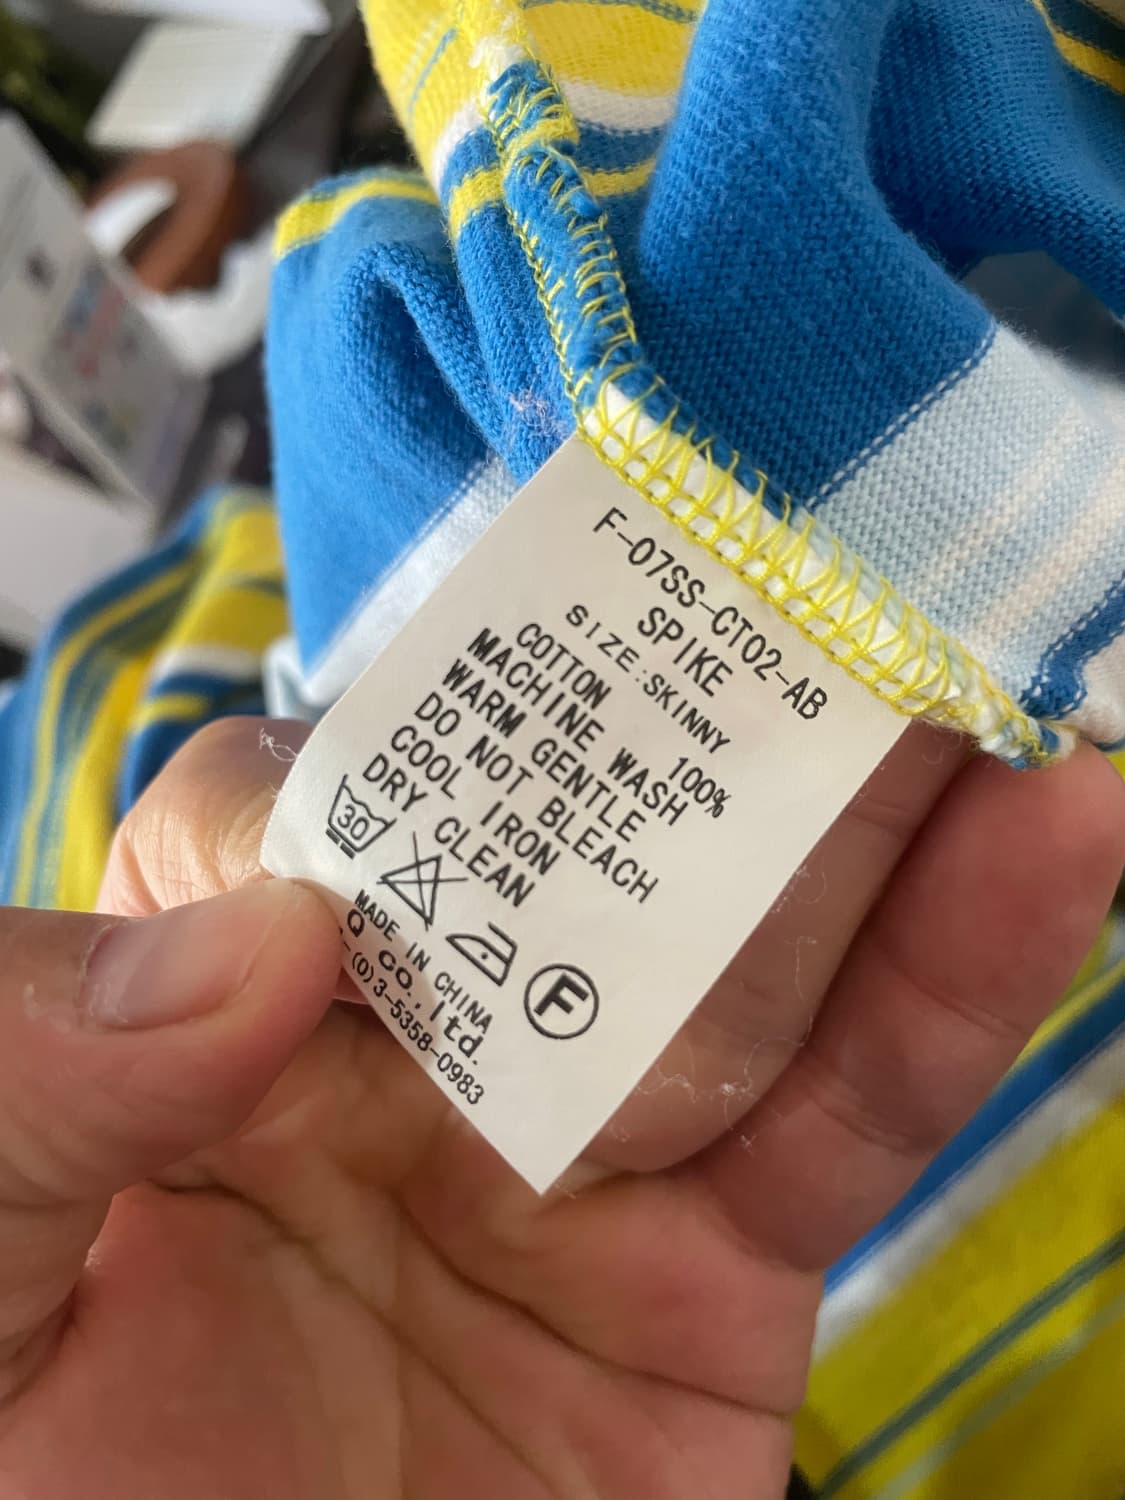 F-07SS-CT02-AB
SPIKE
SIZE:SKINNY
COTTON 100%
MACHINE WASH
WARM GENTLE
DO NOT BLEACH
COOL IRON
DRY CLEAN
30 F
MADE IN CHINA
Q CO., ltd.
-(0)3-5358-0983